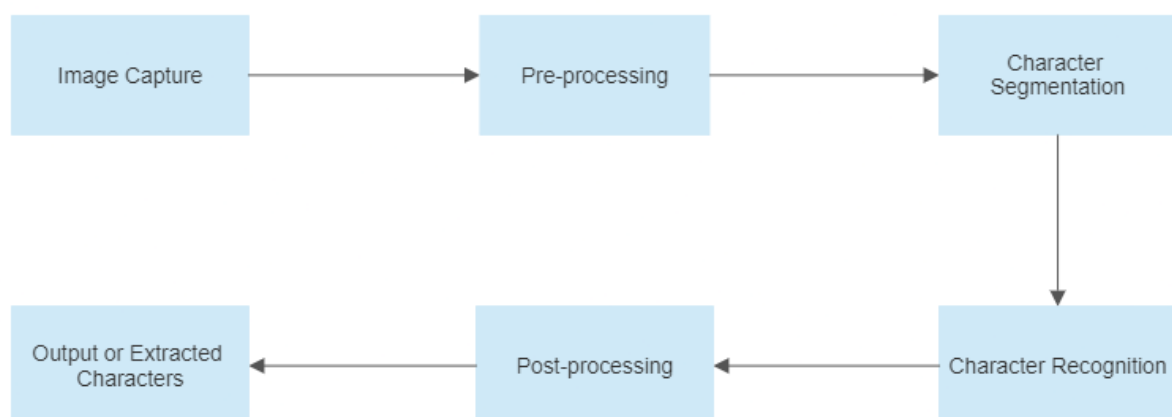 Image Capture
Pre-processing
Character
Segmentation
Character Recognition
Post-processing
Output or Extracted
Characters